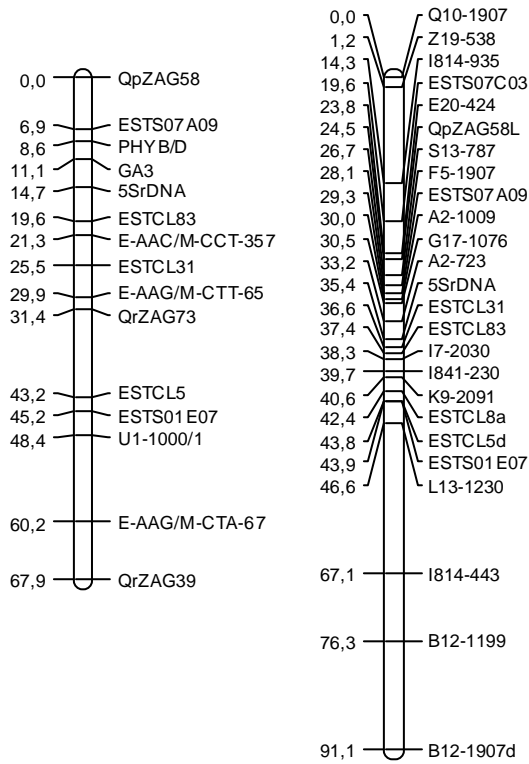 0,0 QpZAG58
6,9 ESTS07A09
8,6 PHYB/D
11,1 GA3
14,7 5SrDNA
19,6 ESTCL83
21,3 E-AAC/M-CCT-357
25,5 ESTCL31
29,9 E-AAG/M-CTT-65
31,4 QrZAG73
43,2 ESTCL5
45,2 ESTS01E07
48,4 U1-1000/1
60,2 E-AAG/M-CTA-67
67,9 QrZAG39
0,0 Q10-1907
1,2 Z19-538
14,3 I814-935
19,6 ESTS07C03
23,8 E20-424
24,5 QpZAG58L
26,7 S13-787
28,1 F5-1907
29,3 ESTS07A09
30,0 A2-1009
30,5 G17-1076
33,2 A2-723
35,4 5SrDNA
36,6 ESTCL31
37,4 ESTCL83
38,3 I7-2030
39,7 I841-230
40,6 K9-2091
42,4 ESTCL8a
43,8 ESTCL5d
43,9 ESTS01E07
46,6 L13-1230
67,1 I814-443
76,3 B12-1199
91,1 B12-1907d